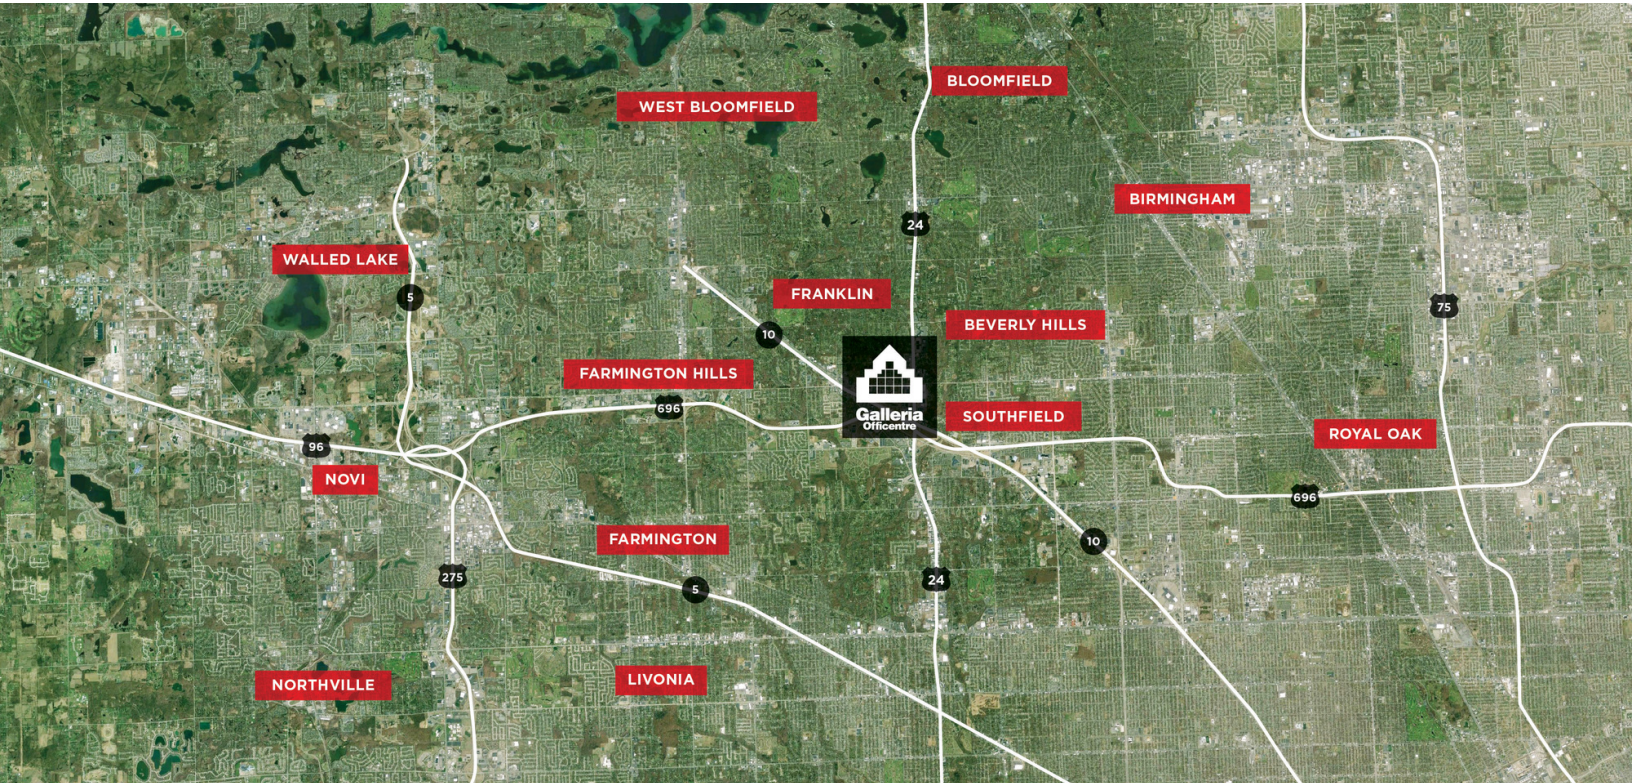 BLOOMFIELD
WEST BLOOMFIELD
BIRMINGHAM
24
WALLED LAKE
5
FRANKLIN
75
BEVERLY HILLS
10
FARMINGTON HILLS
696
Galleria
Officentre
SOUTHFIELD
ROYAL OAK
96
NOVI
696
FARMINGTON
10
275
24
5
LIVONIA
NORTHVILLE